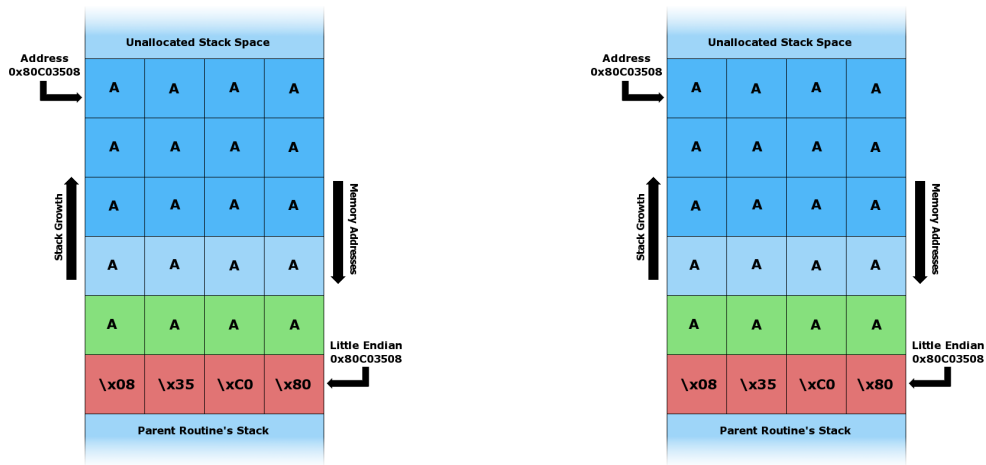 Unallocated Stack Space
Address
0x80C03508
A A A A
A A A A
A A A A
A A A A
A A A A
\x08 \x35 \xC0 \x80
Stack Growth
Memory Addresses
Little Endian
0x80C03508
Parent Routine's Stack
Unallocated Stack Space
Address
0x80C03508
A A A A
A A A A
A A A A
A A A A
A A A A
\x08 \x35 \xC0 \x80
Stack Growth
Memory Addresses
Little Endian
0x80C03508
Parent Routine's Stack